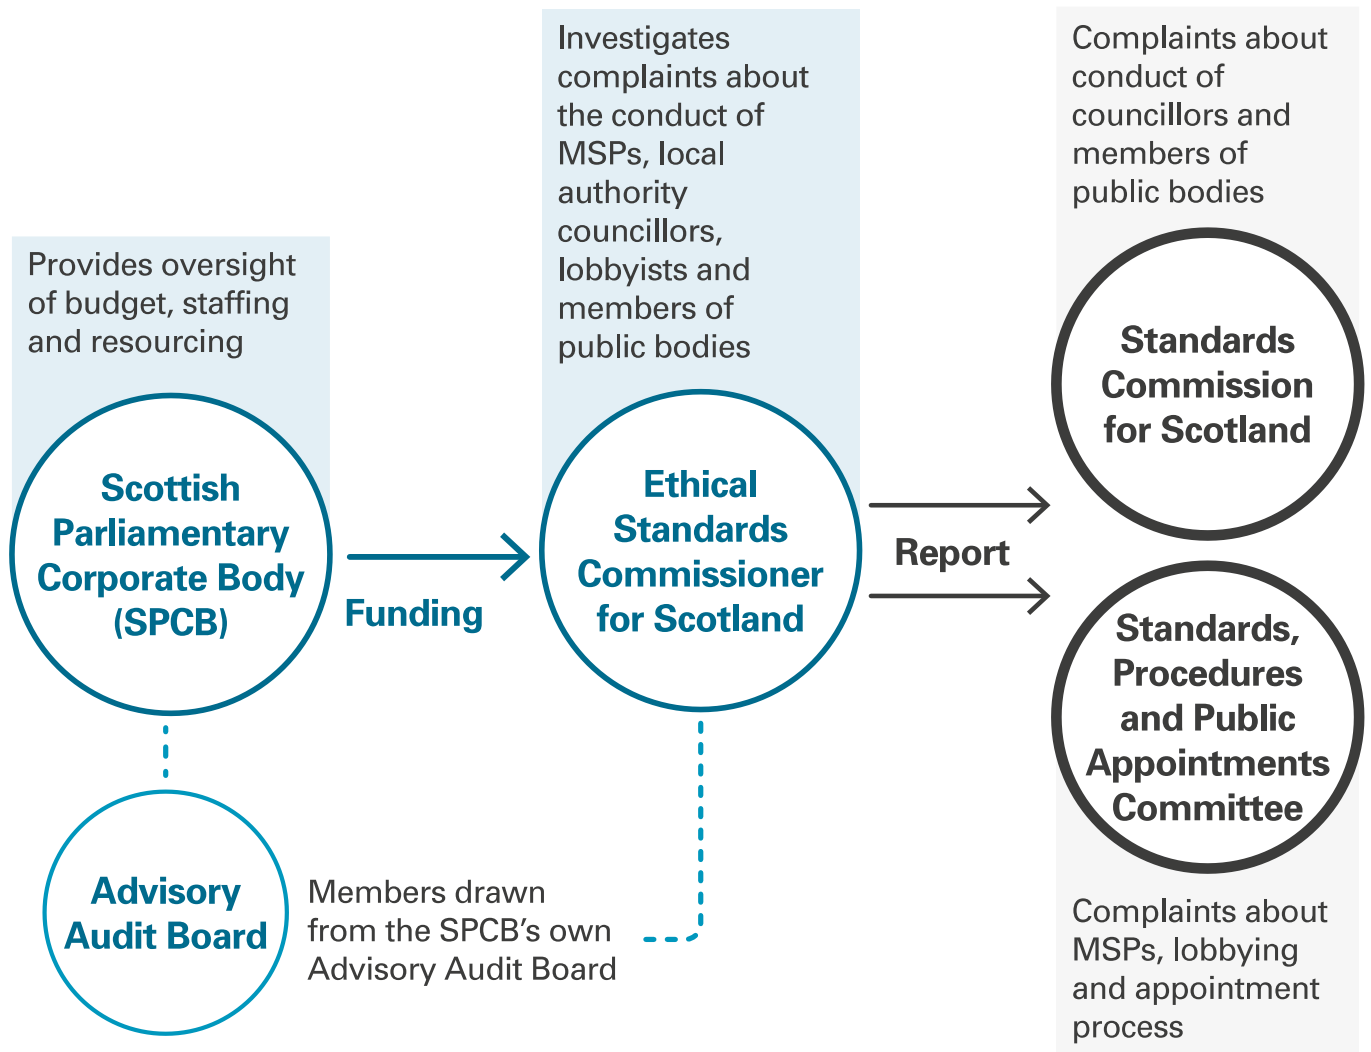 Provides oversight
of budget, staffing
and resourcing
Scottish
Parliamentary
Corporate Body
(SPCB)
Funding
Advisory
Audit Board
Members drawn
from the SPCB’s own
Advisory Audit Board
Investigates
complaints about
the conduct of
MSPs, local
authority
councillors,
lobbyists and
members of
public bodies
Ethical
Standards
Commissioner
for Scotland
Report
Complaints about
conduct of
councillors and
members of
public bodies
Standards
Commission
for Scotland
Standards,
Procedures
and Public
Appointments
Committee
Complaints about
MSPs, lobbying
and appointment
process